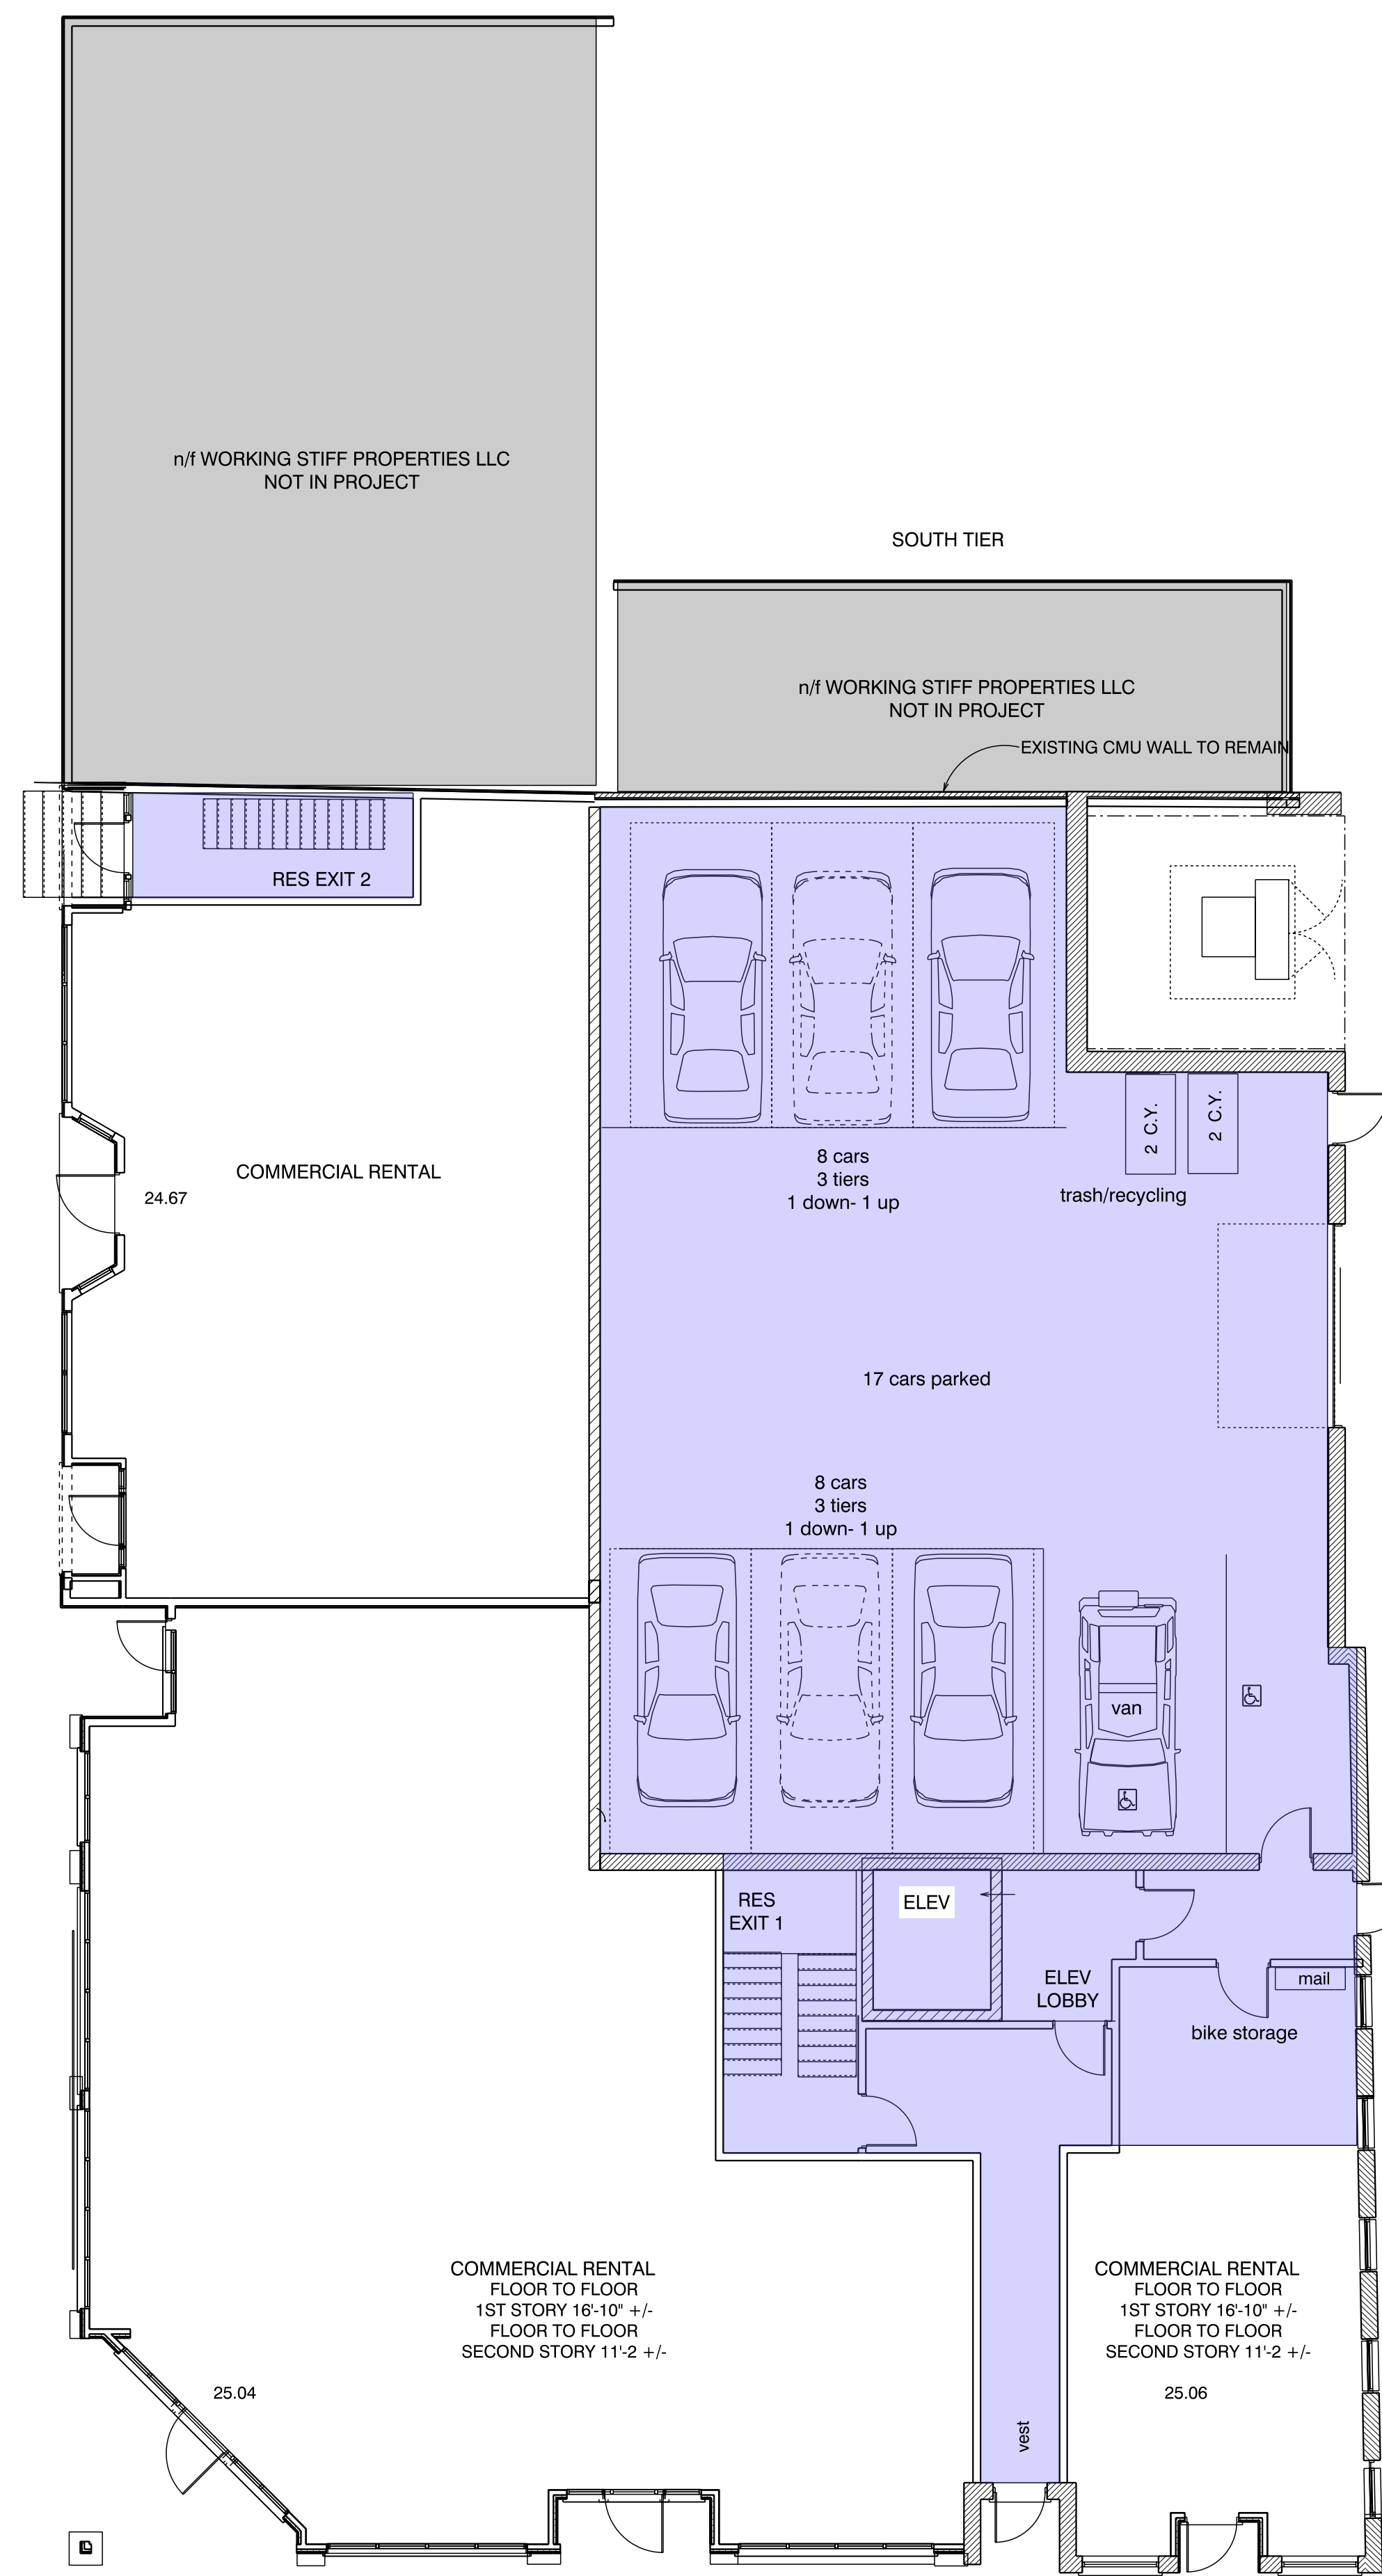 n/f WORKING STIFF PROPERTIES LLC
NOT IN PROJECT
SOUTH TIER
n/f WORKING STIFF PROPERTIES LLC
NOT IN PROJECT
EXISTING CMU WALL TO REMAIN
RES EXIT 2
COMMERCIAL RENTAL
24.67
8 cars
3 tiers
1 down- 1 up
2 C.Y.
2 C.Y.
trash/recycling
17 cars parked
8 cars
3 tiers
1 down- 1 up
van
RES
EXIT 1
ELEV
ELEV
LOBBY
mail
bike storage
COMMERCIAL RENTAL
FLOOR TO FLOOR
1ST STORY 16'-10" +/-
FLOOR TO FLOOR
SECOND STORY 11'-2 +/-
25.04
vest
COMMERCIAL RENTAL
FLOOR TO FLOOR
1ST STORY 16'-10" +/-
FLOOR TO FLOOR
SECOND STORY 11'-2 +/-
25.06